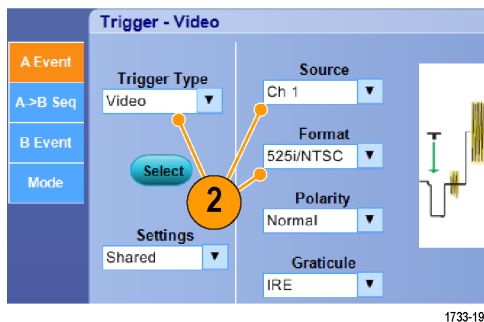 Trigger - Video
A Event
A->B Seq
B Event
Mode
Trigger Type
Video
Select
Settings
Shared
2
Source
Ch 1
Format
525i/NTSC
Polarity
Normal
Graticule
IRE
T
1733-19